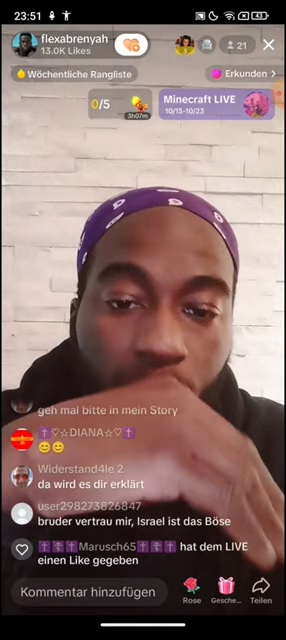 23:51
43
flexabrenyah
13.0K Likes
21
Wöchentliche Rangliste
Erkunden >
0/5
3h07m
Minecraft LIVE
10/15-10/23
geh mal bitte in mein Story
✝️♡☆DIANA☆♡✝️
😊😊
Widerstand4le 2
da wird es dir erklärt
user298273826847
bruder vertrau mir, Israel ist das Böse
Marusch65 hat dem LIVE
einen Like gegeben
Kommentar hinzufügen
Rose
Gesche...
Teilen